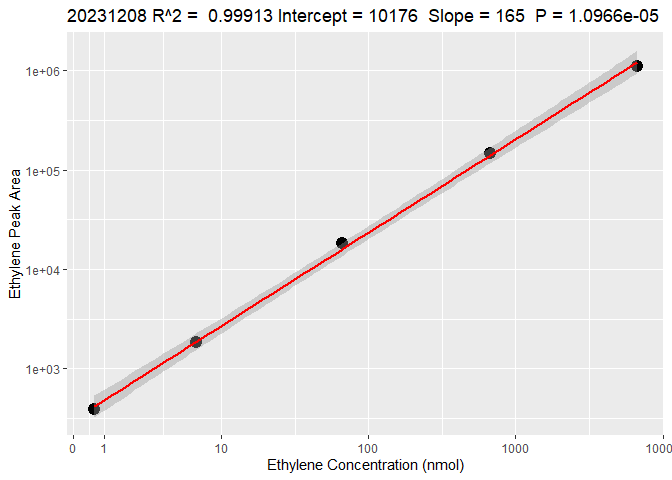 20231208 R^2 =  0.99913 Intercept = 10176  Slope = 165  P = 1.0966e-05
1e+06
1e+05
1e+04
1e+03
Ethylene Peak Area
0 1 10 100 1000 1000
Ethylene Concentration (nmol)